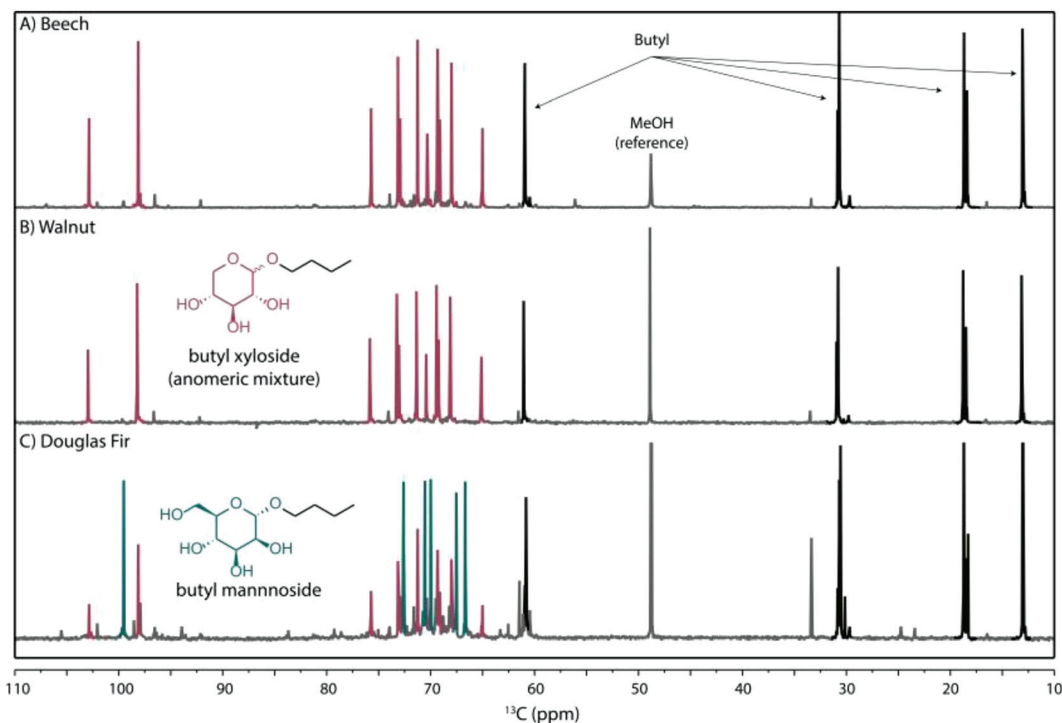 A) Beech
Butyl
MeOH
(reference)
B) Walnut
O
O
HO
OH
OH
butyl xyloside
(anomeric mixture)
C) Douglas Fir
HO
O
O
HO
OH
OH
butyl mannnoside
110 100 90 80 70 60 50 40 30 20 10
¹³C (ppm)